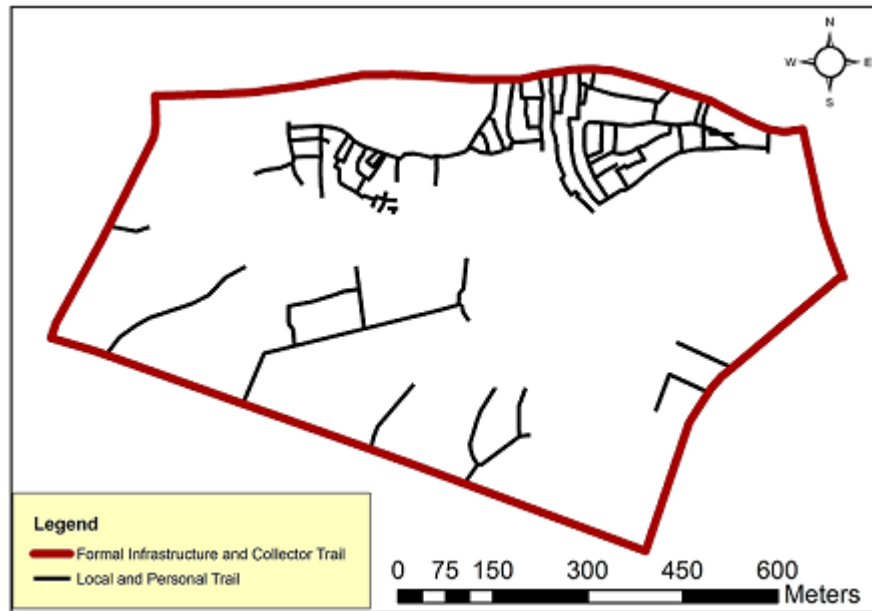 N
W E
S
Legend
Formal Infrastructure and Collector Trail
Local and Personal Trail
0 75 150 300 450 600
Meters